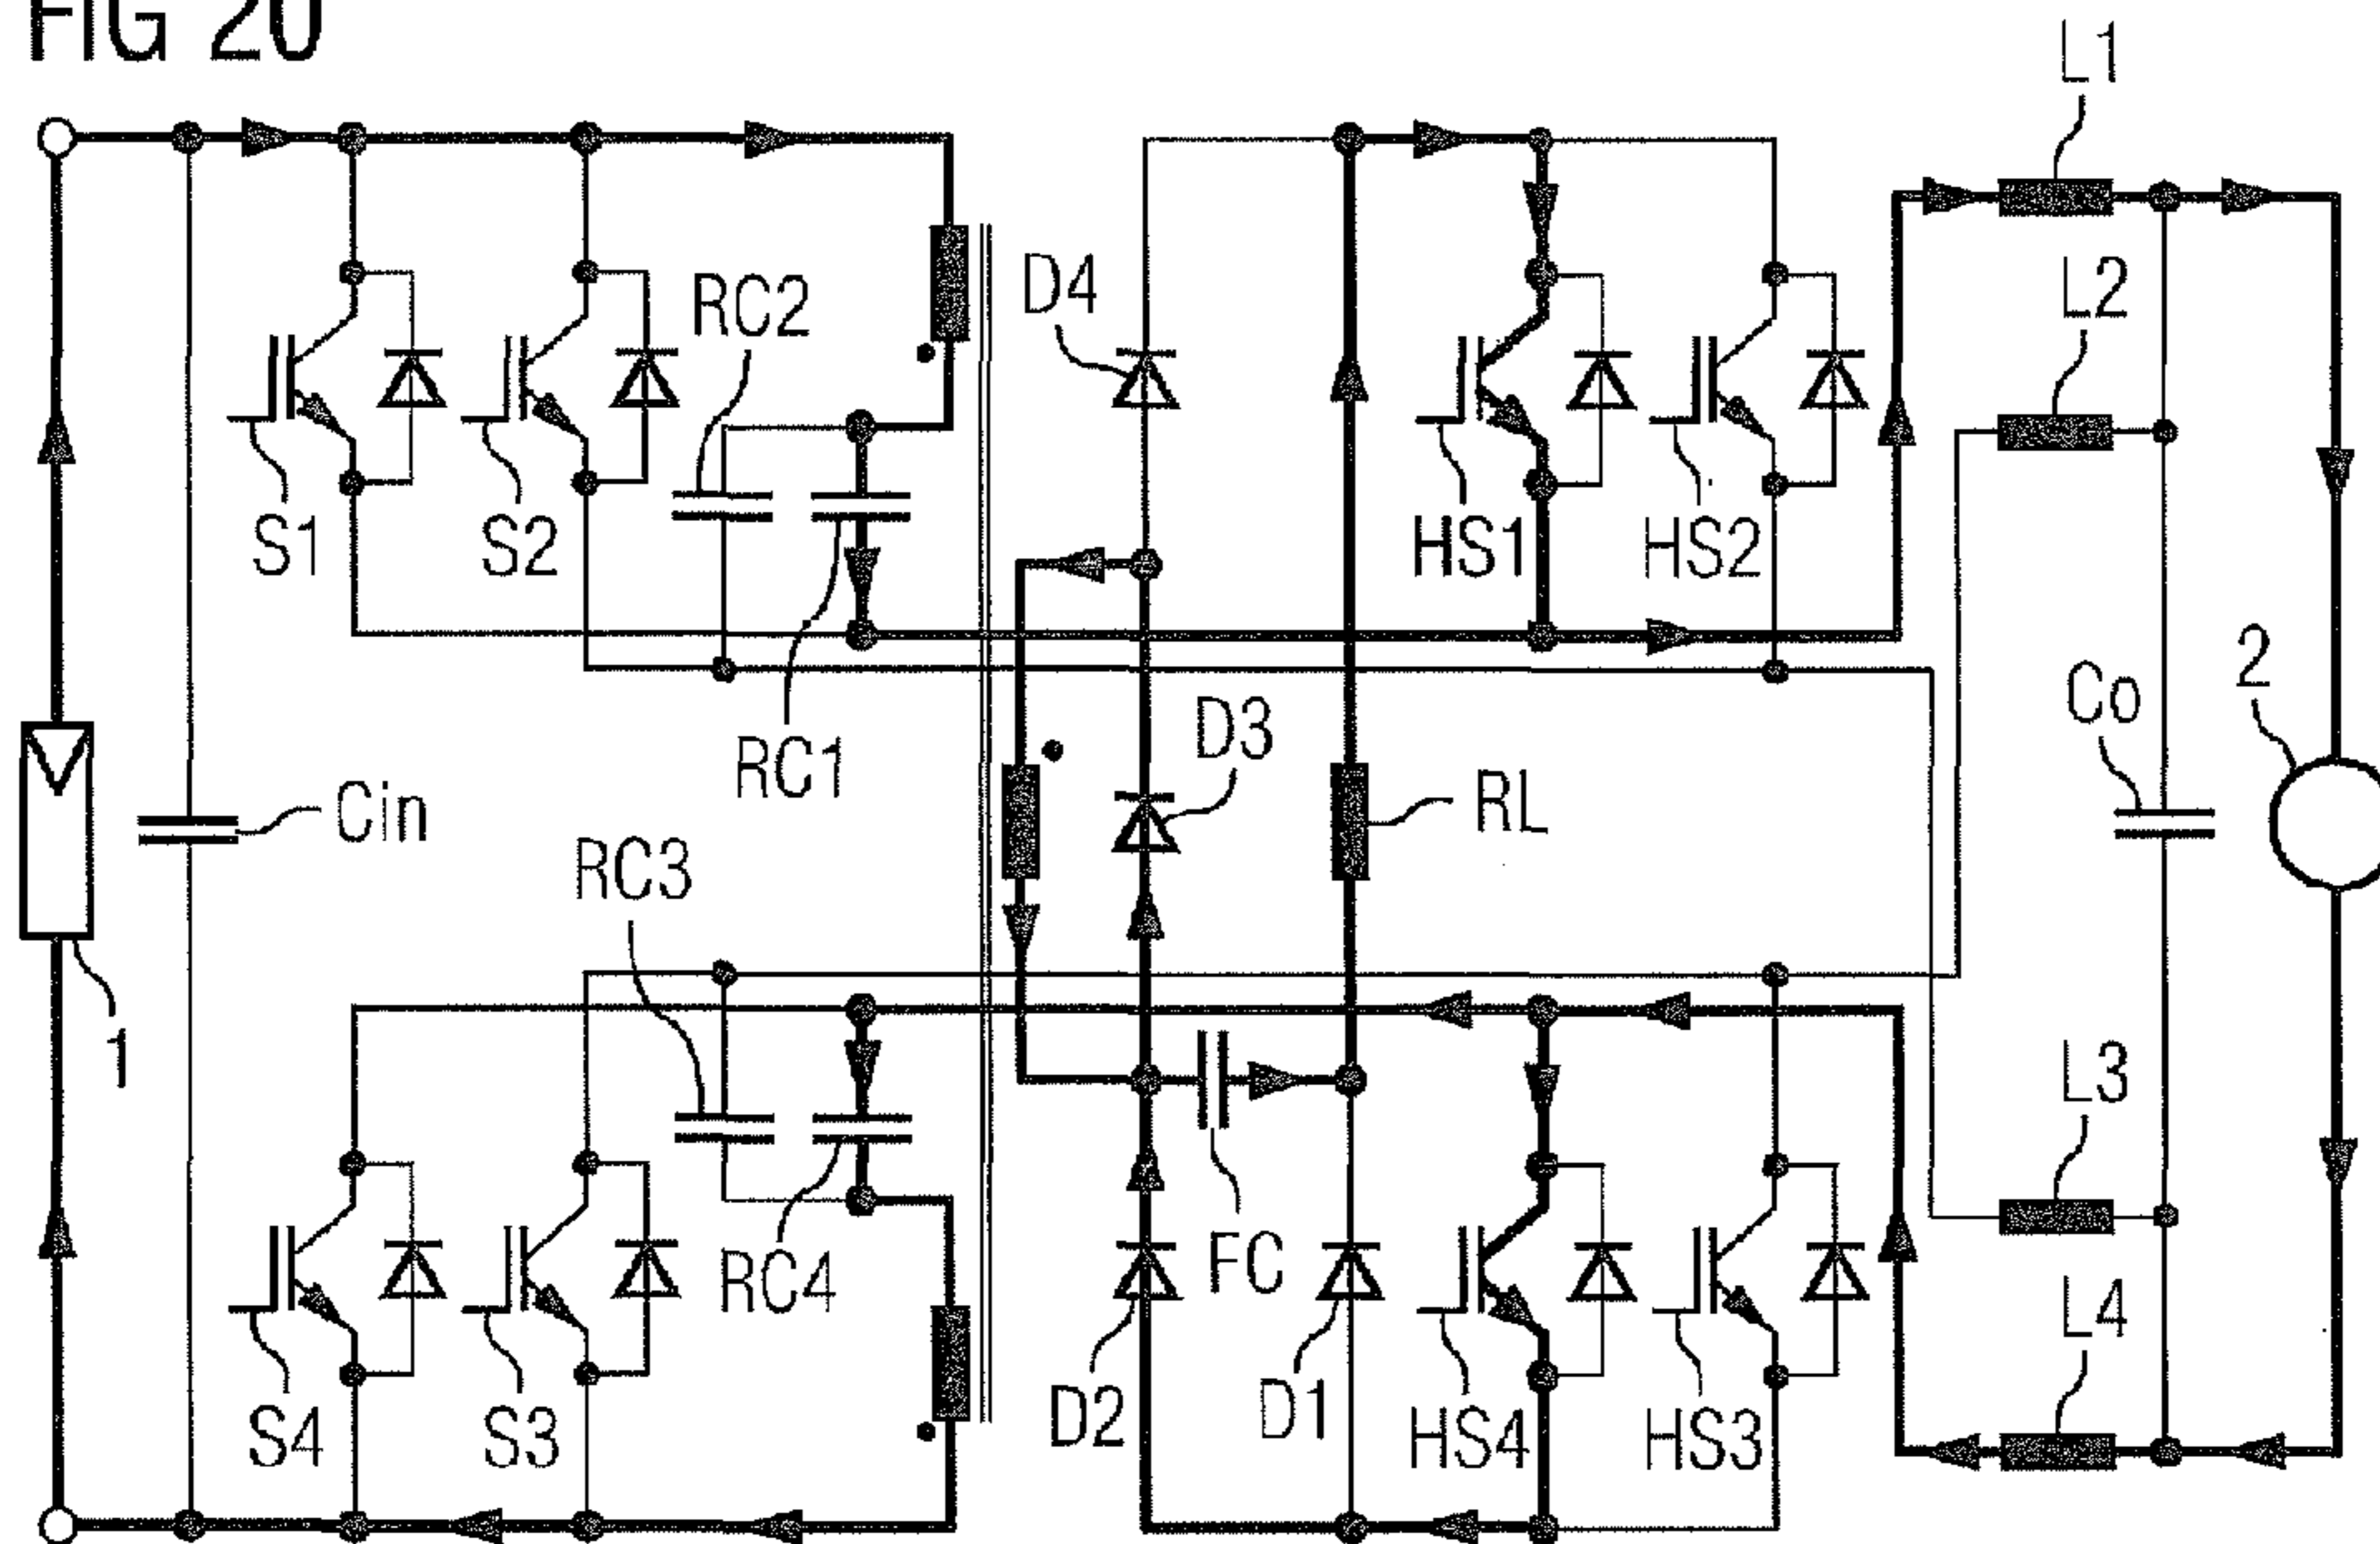 FIG 20
L1
D4
RC2
L2
S1
S2
HS1
HS2
2
Co
D3
RC1
Cin
RL
RC3
1
L3
FC
RC4
L4
D2
D1
S4
S3
HS4
HS3